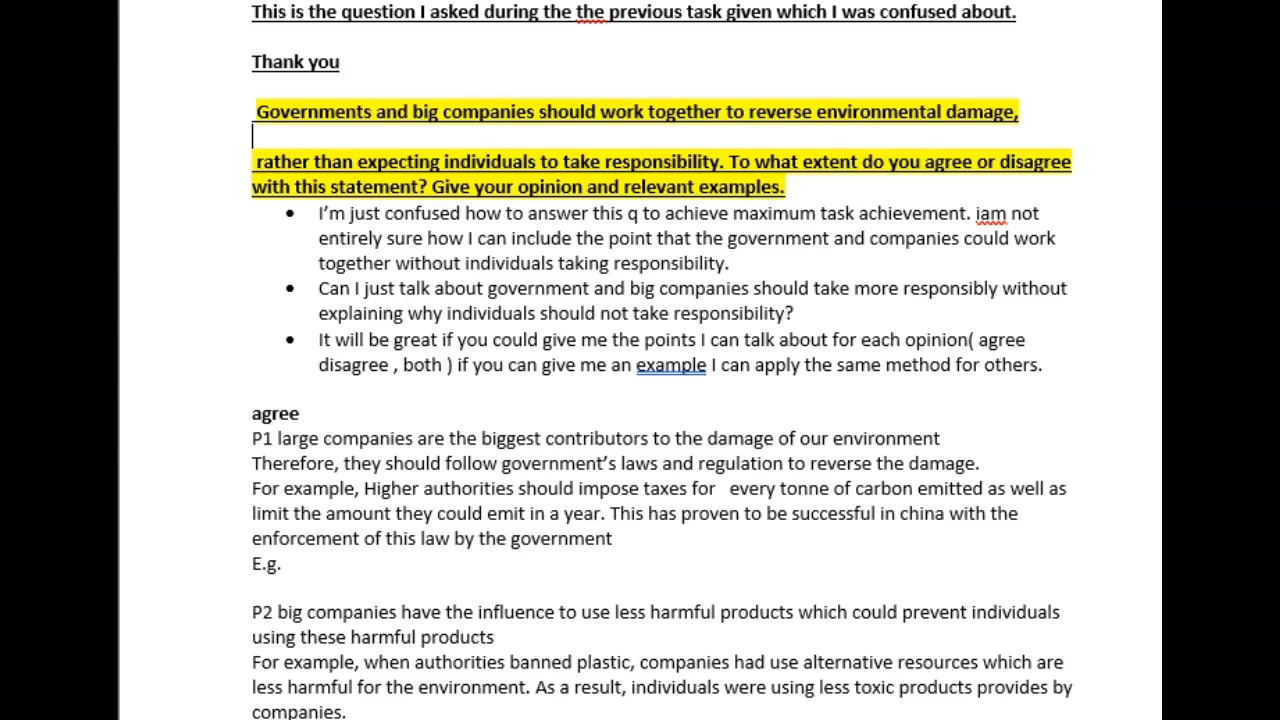 This is the question I asked during the the previous task given which I was confused about.
Thank you
Governments and big companies should work together to reverse environmental damage,
rather than expecting individuals to take responsibility. To what extent do you agree or disagree
with this statement? Give your opinion and relevant examples.
• I'm just confused how to answer this q to achieve maximum task achievement. iam not
entirely sure how I can include the point that the government and companies could work
together without individuals taking responsibility.
• Can I just talk about government and big companies should take more responsibly without
explaining why individuals should not take responsibility?
• It will be great if you could give me the points I can talk about for each opinion( agree
disagree , both ) if you can give me an example I can apply the same method for others.
agree
P1 large companies are the biggest contributors to the damage of our environment
Therefore, they should follow government's laws and regulation to reverse the damage.
For example, Higher authorities should impose taxes for every tonne of carbon emitted as well as
limit the amount they could emit in a year. This has proven to be successful in china with the
enforcement of this law by the government
E.g.
P2 big companies have the influence to use less harmful products which could prevent individuals
using these harmful products
For example, when authorities banned plastic, companies had use alternative resources which are
less harmful for the environment. As a result, individuals were using less toxic products provides by
companies.